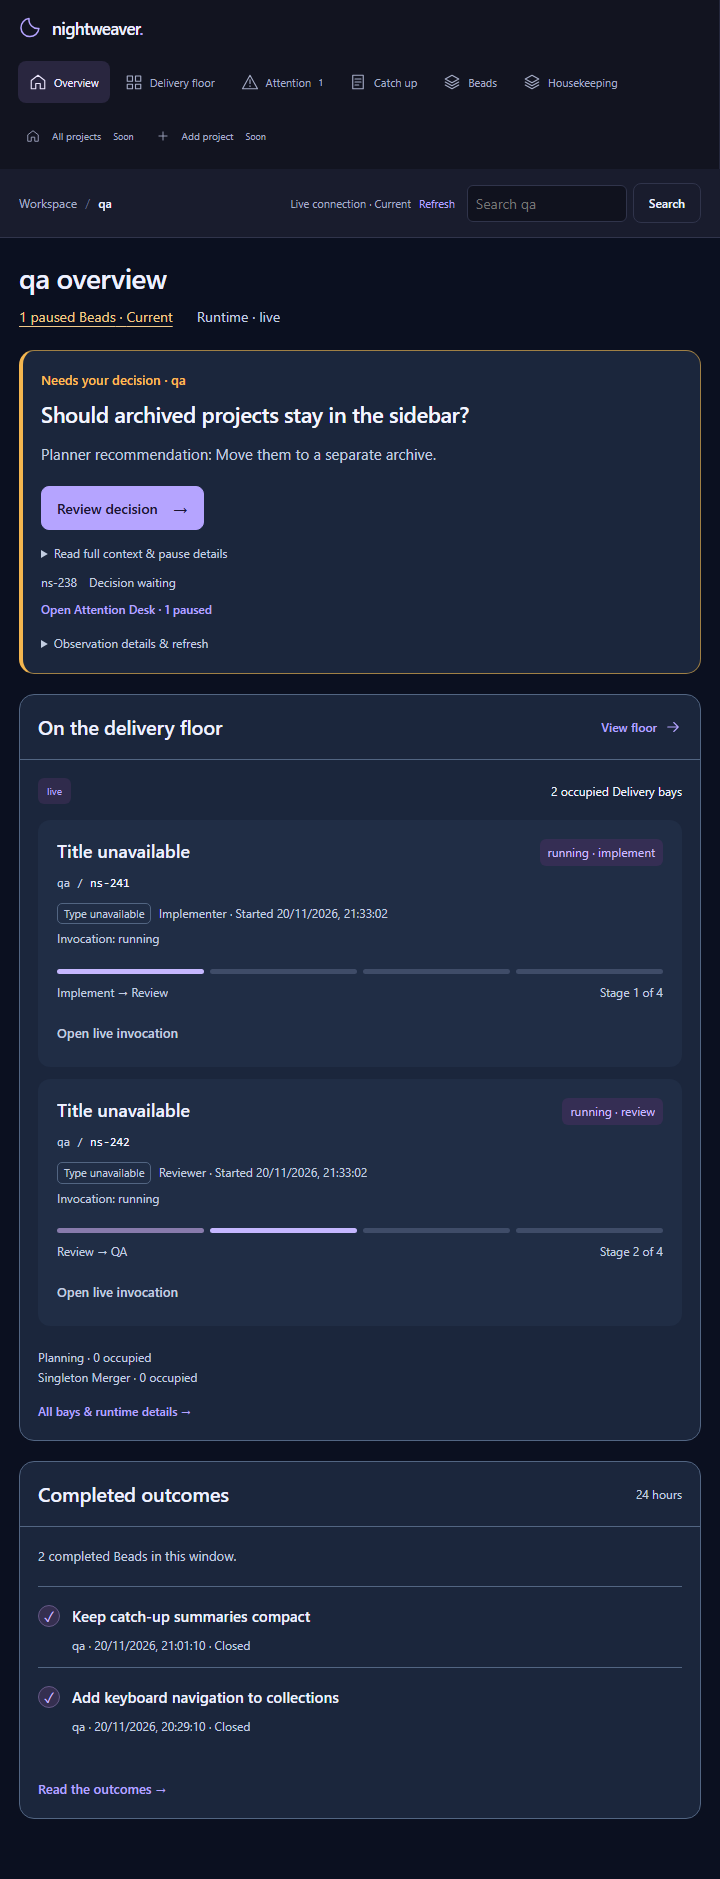 nightweaver.
Overview
Delivery floor
Attention 1
Catch up
Beads
Housekeeping
All projects Soon
Add project Soon
Workspace / qa
Live connection · Current Refresh
Search qa
Search
qa overview
1 paused Beads · Current
Runtime · live
Needs your decision · qa
Should archived projects stay in the sidebar?
Planner recommendation: Move them to a separate archive.
Review decision →
Read full context & pause details
ns-238 Decision waiting
Open Attention Desk · 1 paused
Observation details & refresh
On the delivery floor
View floor →
live
2 occupied Delivery bays
Title unavailable
running · implement
qa / ns-241
Type unavailable Implementer · Started 20/11/2026, 21:33:02
Invocation: running
Implement → Review
Stage 1 of 4
Open live invocation
Title unavailable
running · review
qa / ns-242
Type unavailable Reviewer · Started 20/11/2026, 21:33:02
Invocation: running
Review → QA
Stage 2 of 4
Open live invocation
Planning · 0 occupied
Singleton Merger · 0 occupied
All bays & runtime details →
Completed outcomes
24 hours
2 completed Beads in this window.
Keep catch-up summaries compact
qa · 20/11/2026, 21:01:10 · Closed
Add keyboard navigation to collections
qa · 20/11/2026, 20:29:10 · Closed
Read the outcomes →